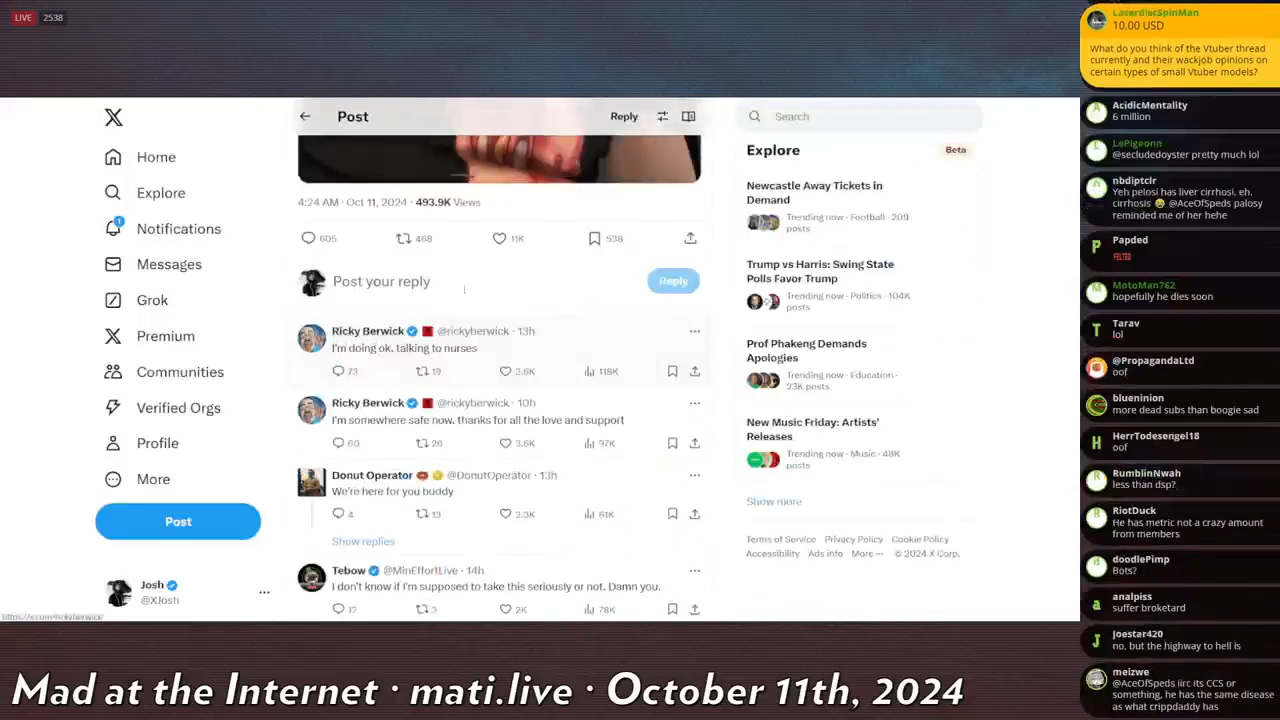 LIVE 2538
Post
Reply
4:24 AM · Oct 11, 2024 · 493.9K Views
605 468 11K 538
Post your reply
Reply
Ricky Berwick @rickyberwick · 13h
I'm doing ok. talking to nurses
73 19 3.6K 118K
Ricky Berwick @rickyberwick · 10h
I'm somewhere safe now. thanks for all the love and support
60 26 3.6K 97K
Donut Operator @DonutOperator · 13h
We're here for you buddy
4 13 2.3K 61K
Show replies
Tebow @MinEffortLive · 14h
I don't know if I'm supposed to take this seriously or not. Damn you.
12 3 2K 78K
Home
Explore
1
Notifications
Messages
Grok
Premium
Communities
Verified Orgs
Profile
More
Post
Josh
@XJosh
https://x.com/rickyberwick
Search
Explore
Beta
Newcastle Away Tickets in
Demand
Trending now · Football · 209
posts
Trump vs Harris: Swing State
Polls Favor Trump
Trending now · Politics · 104K
posts
Prof Phakeng Demands
Apologies
Trending now · Education ·
23K posts
New Music Friday: Artists'
Releases
Trending now · Music · 48K
posts
Show more
Terms of Service Privacy Policy Cookie Policy
Accessibility Ads info More ··· © 2024 X Corp.
LaserdiscSpinMan
10.00 USD
What do you think of the Vtuber thread
currently and their wackjob opinions on
certain types of small Vtuber models?
AcidicMentality
6 million
LePigeonn
@secludedoyster pretty much lol
nbdiptclr
Yeh pelosi has liver cirrhosi, eh.
cirrhosis @AceOfSpeds palosy
reminded me of her hehe
Papded
MotoMan762
hopefully he dies soon
Tarav
lol
@PropagandaLtd
oof
blueninion
more dead subs than boogie sad
HerrTodesengel18
oof
RumblinNwah
less than dsp?
RiotDuck
He has metric not a crazy amount
from members
doodlePimp
Bots?
analpiss
suffer broketard
joestar420
no, but the highway to hell is
meizwe
@AceOfSpeds iirc its CCS or
something, he has the same disease
as what crippdaddy has
Mad at the Internet · mati.live · October 11th, 2024